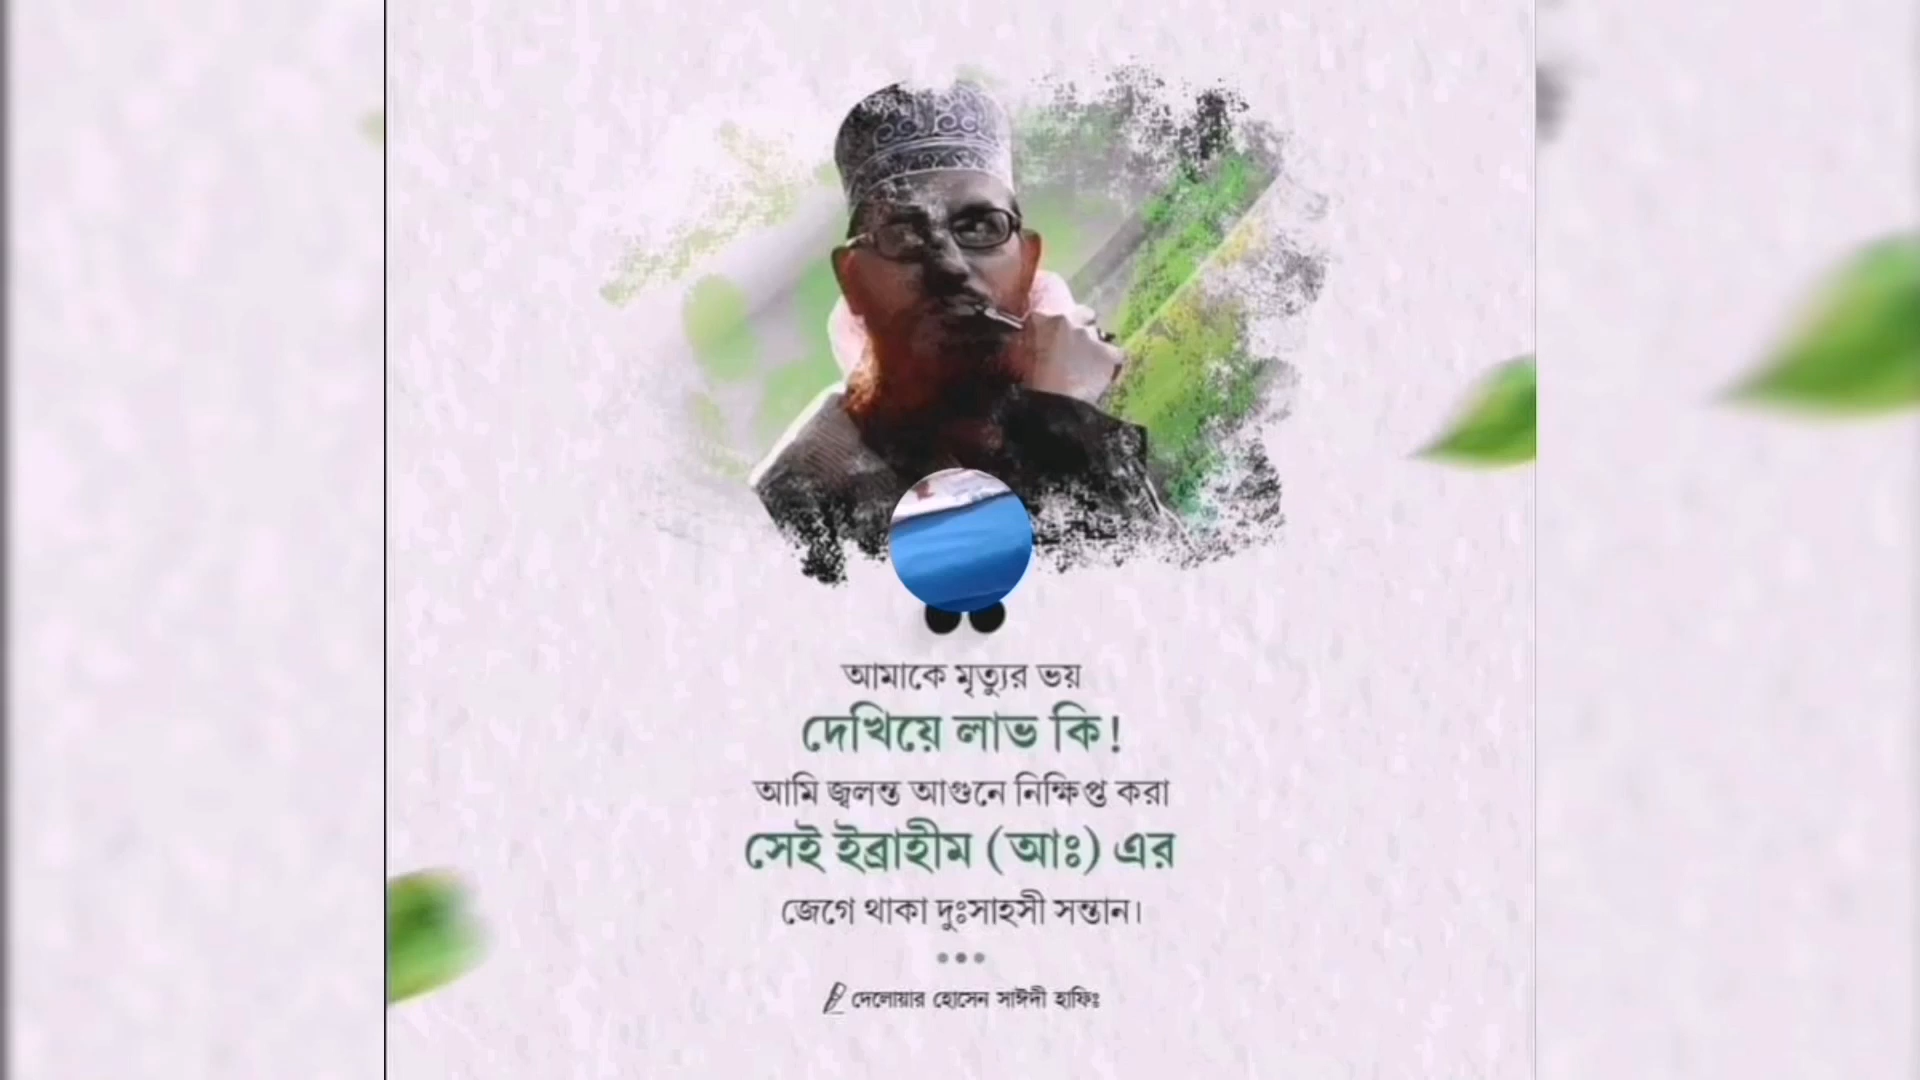 আমাকে মৃত্যুর ভয়
দেখিয়ে লাভ কি!
আমি জ্বলন্ত আগুনে নিক্ষিপ্ত করা
সেই ইব্রাহীম (আঃ) এর
জেগে থাকা দুঃসাহসী সন্তান।
দেলোয়ার হোসেন সাঈদী হাফিঃ